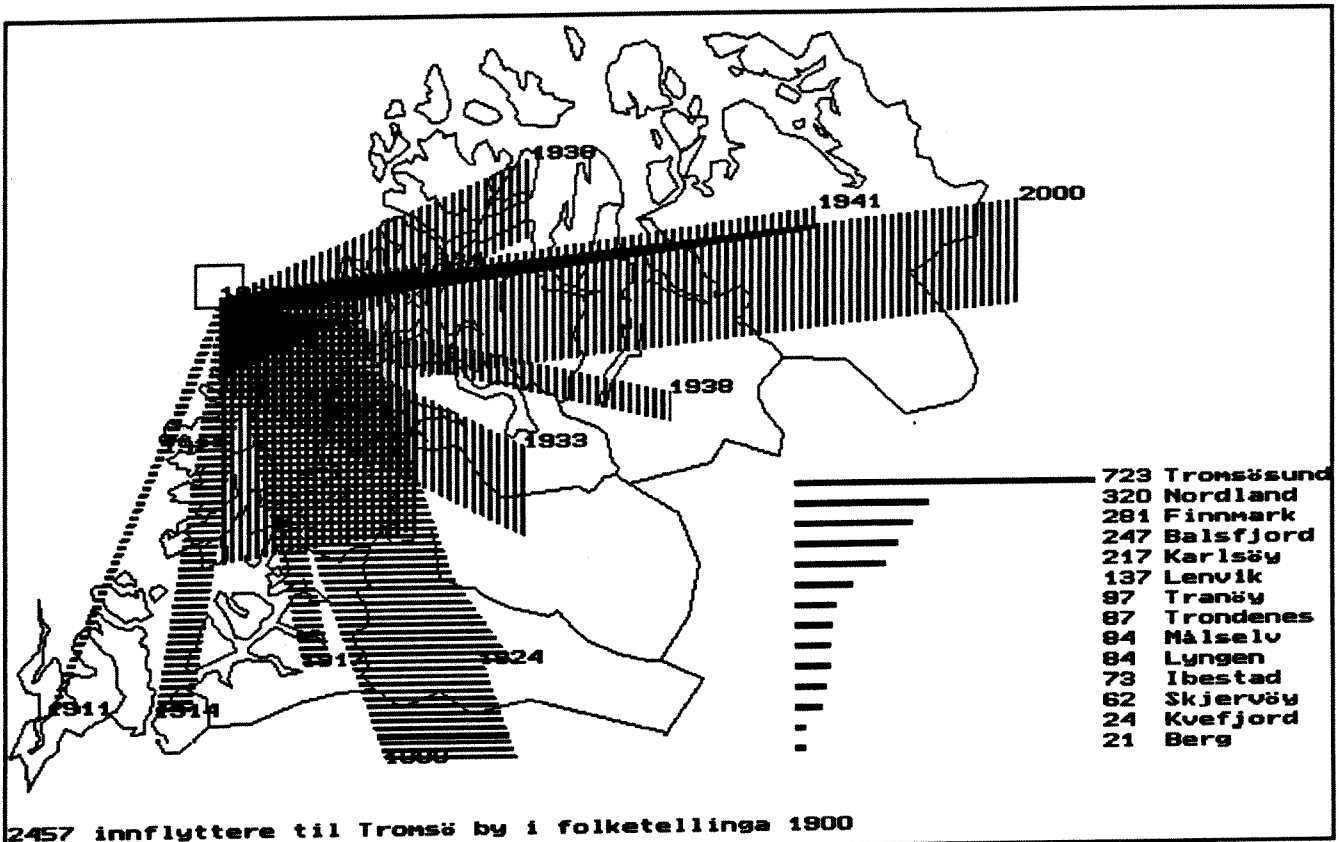 1938
1941
2000
1938
1933
723 Tromsösund
320 Nordland
281 Finnmark
247 Balsfjord
217 Karlsöy
137 Lenvik
97 Tranöy
87 Trondenes
84 Målselv
84 Lyngen
73 Ibestad
62 Skjervöy
24 Kvefjord
21 Berg
1924
1911
1914
2457 innflyttere til Tromsö by i folketellinga 1900